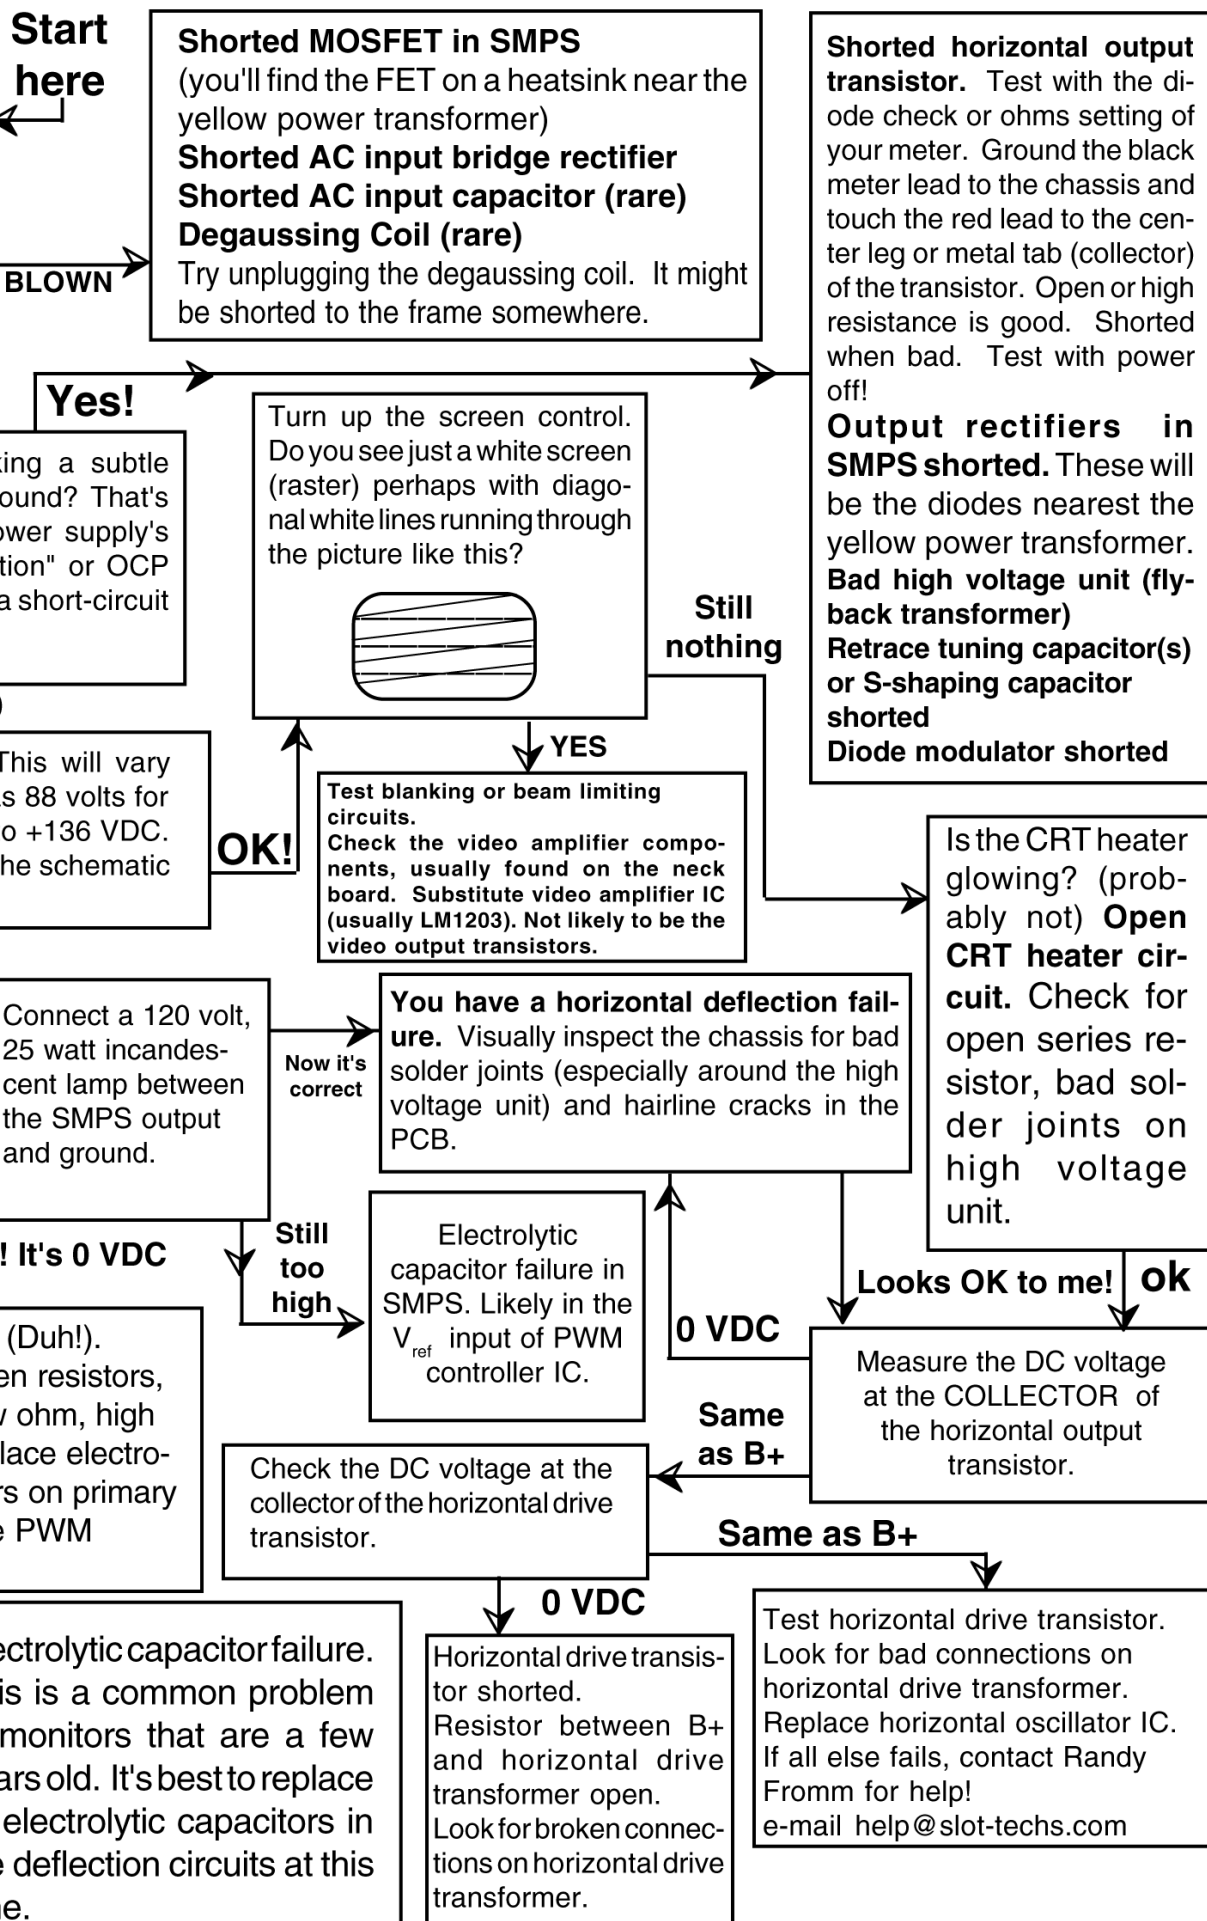 Start
here
Shorted MOSFET in SMPS
(you'll find the FET on a heatsink near the
yellow power transformer)
Shorted AC input bridge rectifier
Shorted AC input capacitor (rare)
Degaussing Coil (rare)
Try unplugging the degaussing coil. It might
be shorted to the frame somewhere.
BLOWN
Shorted horizontal output
transistor. Test with the di-
ode check or ohms setting of
your meter. Ground the black
meter lead to the chassis and
touch the red lead to the cen-
ter leg or metal tab (collector)
of the transistor. Open or high
resistance is good. Shorted
when bad. Test with power
off!
Output rectifiers in
SMPS shorted. These will
be the diodes nearest the
yellow power transformer.
Bad high voltage unit (fly-
back transformer)
Retrace tuning capacitor(s)
or S-shaping capacitor
shorted
Diode modulator shorted
Yes!
king a subtle
ound? That's
ower supply's
tion" or OCP
a short-circuit
)
Turn up the screen control.
Do you see just a white screen
(raster) perhaps with diago-
nal white lines running through
the picture like this?
Still
nothing
YES
This will vary
as 88 volts for
o +136 VDC.
he schematic
OK!
Test blanking or beam limiting
circuits.
Check the video amplifier compo-
nents, usually found on the neck
board. Substitute video amplifier IC
(usually LM1203). Not likely to be the
video output transistors.
Is the CRT heater
glowing? (prob-
ably not) Open
CRT heater cir-
cuit. Check for
open series re-
sistor, bad sol-
der joints on
high voltage
unit.
Connect a 120 volt,
25 watt incandes-
cent lamp between
the SMPS output
and ground.
Now it's
correct
You have a horizontal deflection fail-
ure. Visually inspect the chassis for bad
solder joints (especially around the high
voltage unit) and hairline cracks in the
PCB.
! It's 0 VDC
Still
too
high
Electrolytic
capacitor failure in
SMPS. Likely in the
Vref input of PWM
controller IC.
0 VDC
Looks OK to me!
ok
(Duh!).
en resistors,
w ohm, high
lace electro-
rs on primary
e PWM
Measure the DC voltage
at the COLLECTOR of
the horizontal output
transistor.
Same
as B+
Check the DC voltage at the
collector of the horizontal drive
transistor.
Same as B+
0 VDC
Test horizontal drive transistor.
Look for bad connections on
horizontal drive transformer.
Replace horizontal oscillator IC.
If all else fails, contact Randy
Fromm for help!
e-mail help@slot-techs.com
Horizontal drive transis-
tor shorted.
Resistor between B+
and horizontal drive
transformer open.
Look for broken connec-
tions on horizontal drive
transformer.
ectrolytic capacitor failure.
is is a common problem
monitors that are a few
ars old. It's best to replace
electrolytic capacitors in
e deflection circuits at this
ne.